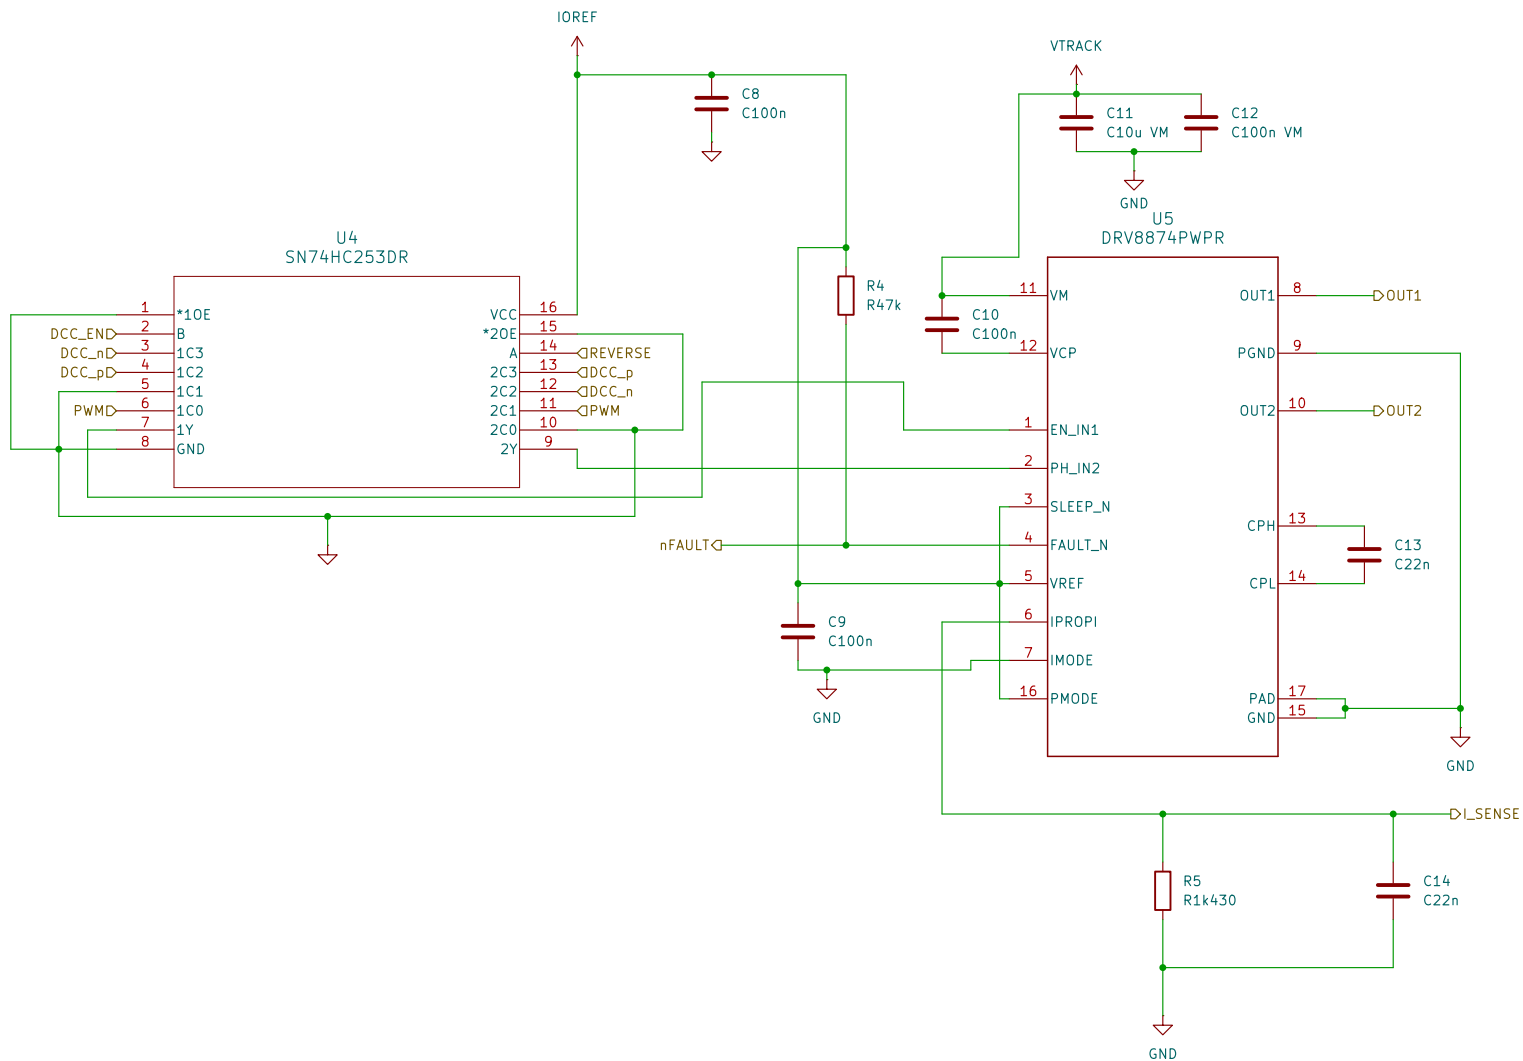 IOREF
VTRACK
C8
C100n
C11
C10u VM
C12
C100n VM
GND
U4
SN74HC253DR
U5
DRV8874PWPR
R4
R47k
C10
C100n
1 *1OE
DCC_EN 2 B
DCC_n 3 1C3
DCC_p 4 1C2
5 1C1
PWM 6 1C0
7 1Y
8 GND
VCC 16
*2OE 15
A 14 REVERSE
2C3 13 DCC_p
2C2 12 DCC_n
2C1 11 PWM
2C0 10
2Y 9
11 VM
12 VCP
1 EN_IN1
2 PH_IN2
3 SLEEP_N
nFAULT 4 FAULT_N
5 VREF
6 IPROPI
7 IMODE
16 PMODE
OUT1 8 OUT1
PGND 9
OUT2 10 OUT2
CPH 13
CPL 14
PAD 17
GND 15
C13
C22n
C9
C100n
GND
GND
I_SENSE
R5
R1k430
C14
C22n
GND